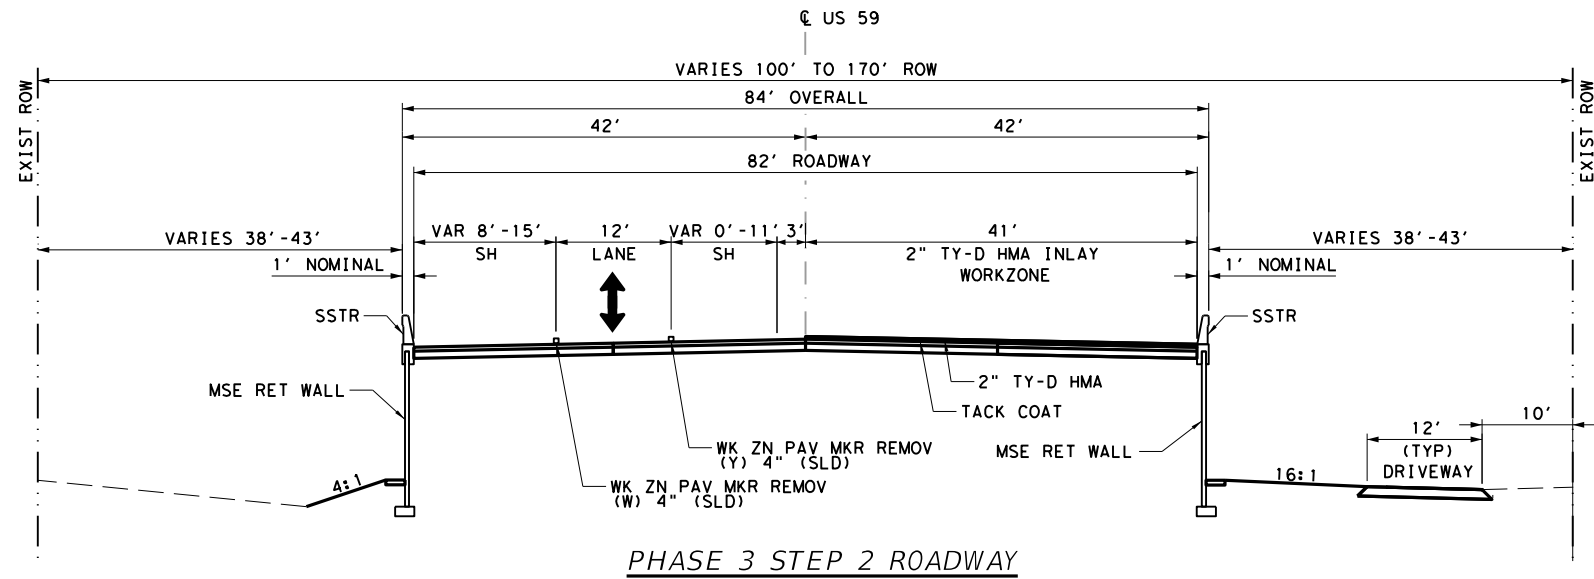 ℄ US 59
VARIES 100' TO 170' ROW
EXIST ROW
EXIST ROW
84' OVERALL
42'
42'
82' ROADWAY
VARIES 38'-43'
VAR 8'-15'
SH
12'
LANE
VAR 0'-11'
SH
3'
41'
2" TY-D HMA INLAY
WORKZONE
VARIES 38'-43'
1' NOMINAL
1' NOMINAL
SSTR
SSTR
MSE RET WALL
2" TY-D HMA
TACK COAT
MSE RET WALL
WK ZN PAV MKR REMOV
(Y) 4" (SLD)
WK ZN PAV MKR REMOV
(W) 4" (SLD)
4:1
16:1
12'
(TYP)
DRIVEWAY
10'
PHASE 3 STEP 2 ROADWAY